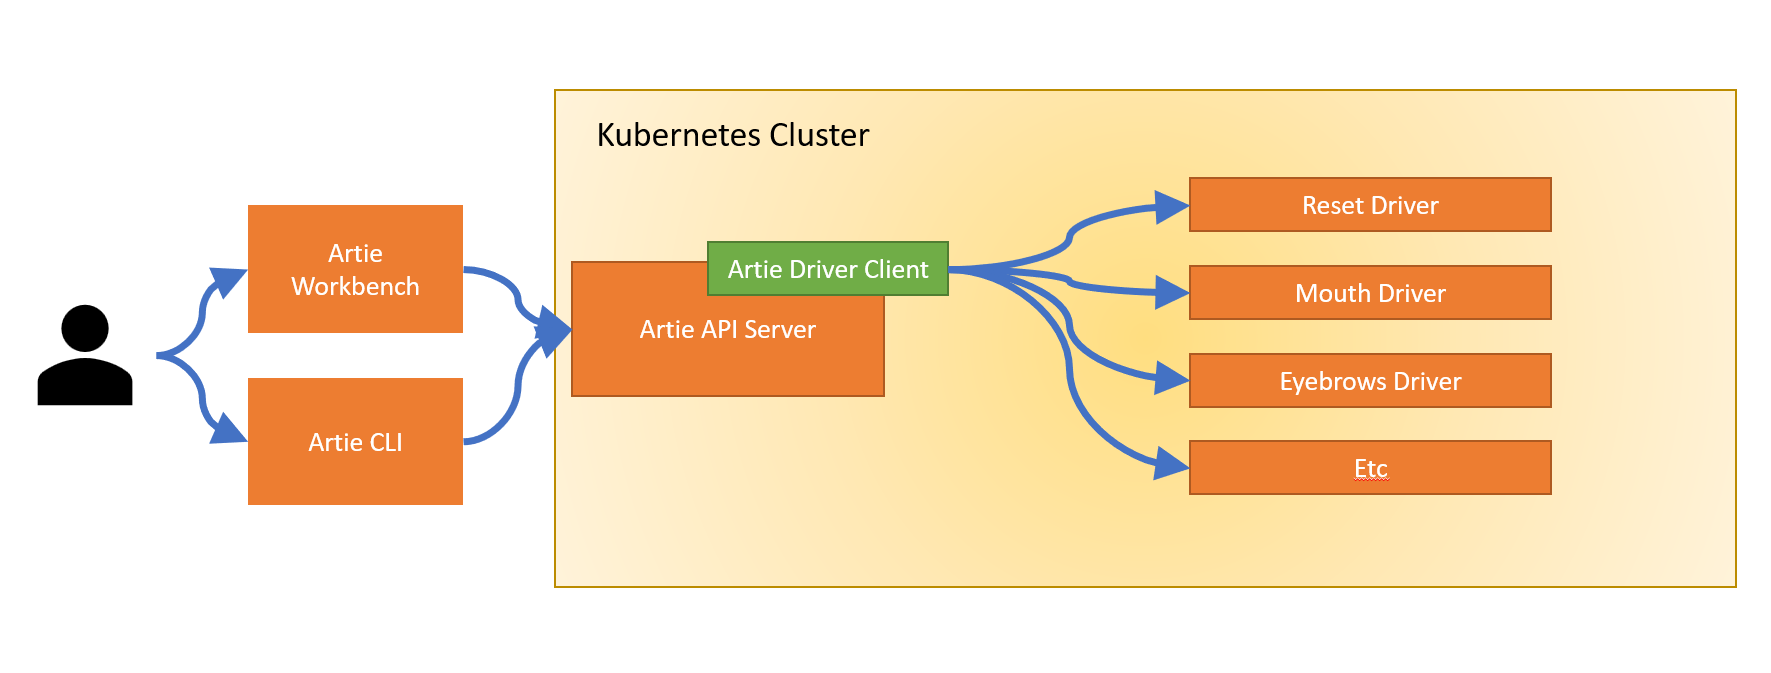 Kubernetes Cluster
Artie
Workbench
Artie CLI
Artie Driver Client
Artie API Server
Reset Driver
Mouth Driver
Eyebrows Driver
Etc